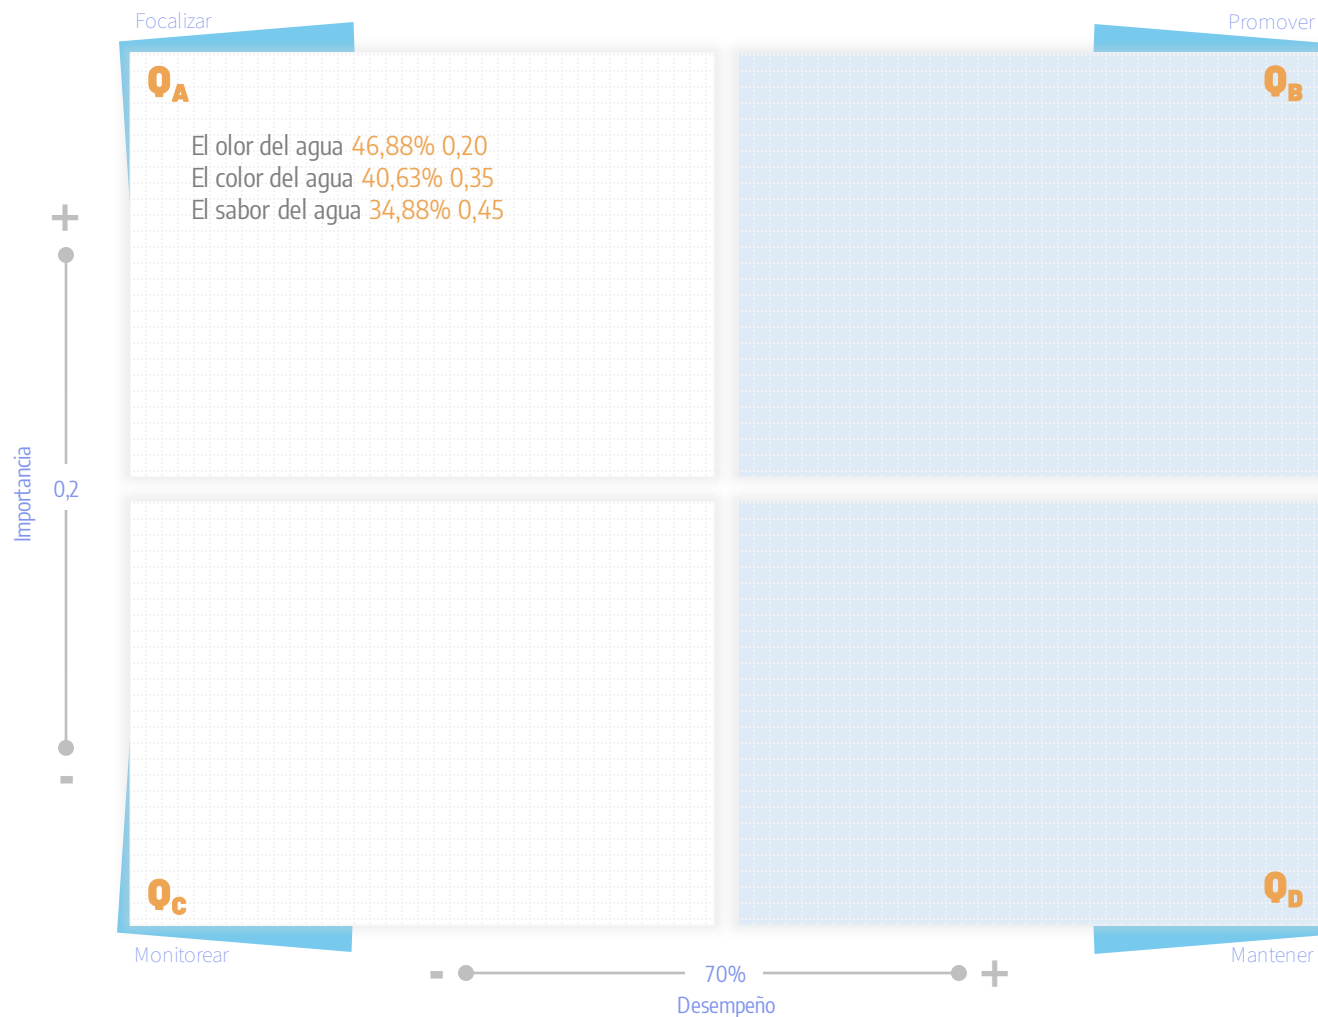 Focalizar
Promover
QA
QB
El olor del agua 46,88% 0,20
El color del agua 40,63% 0,35
El sabor del agua 34,88% 0,45
+
Importancia
0,2
-
QC
QD
Monitorear
Mantener
- 70% +
Desempeño